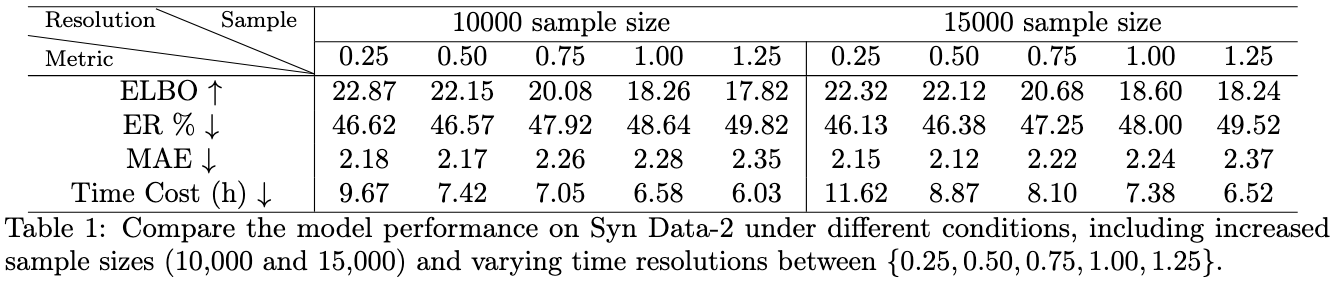 Resolution Sample 10000 sample size 15000 sample size
Metric 0.25 0.50 0.75 1.00 1.25 0.25 0.50 0.75 1.00 1.25
ELBO ↑ 22.87 22.15 20.08 18.26 17.82 22.32 22.12 20.68 18.60 18.24
ER % ↓ 46.62 46.57 47.92 48.64 49.82 46.13 46.38 47.25 48.00 49.52
MAE ↓ 2.18 2.17 2.26 2.28 2.35 2.15 2.12 2.22 2.24 2.37
Time Cost (h) ↓ 9.67 7.42 7.05 6.58 6.03 11.62 8.87 8.10 7.38 6.52
Table 1: Compare the model performance on Syn Data-2 under different conditions, including increased
sample sizes (10,000 and 15,000) and varying time resolutions between {0.25, 0.50, 0.75, 1.00, 1.25}.